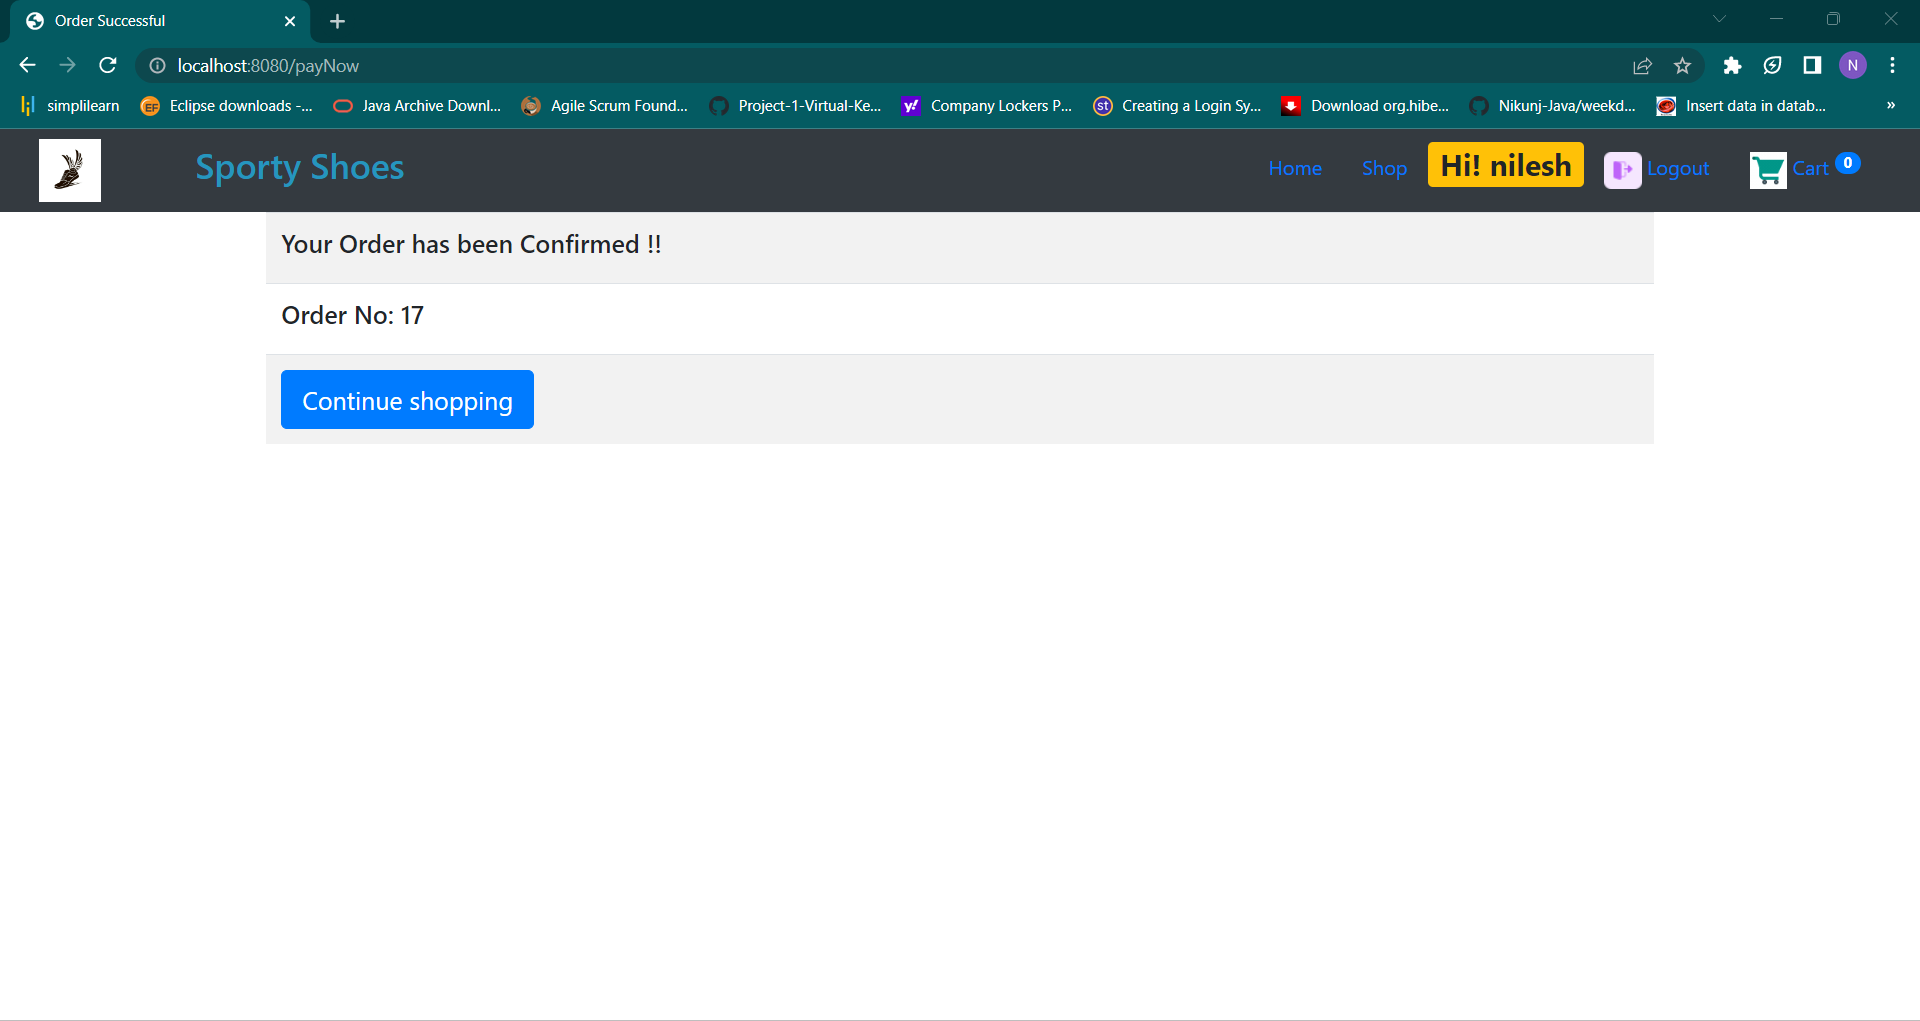 Order Successful
localhost:8080/payNow
N
simplilearn
EF
Eclipse downloads -...
Java Archive Downl...
Agile Scrum Found...
Project-1-Virtual-Ke...
y!
Company Lockers P...
st
Creating a Login Sy...
Download org.hibe...
Nikunj-Java/weekd...
Insert data in datab...
»
Sporty Shoes
Home
Shop
Hi! nilesh
Logout
Cart 0
Your Order has been Confirmed !!
Order No: 17
Continue shopping